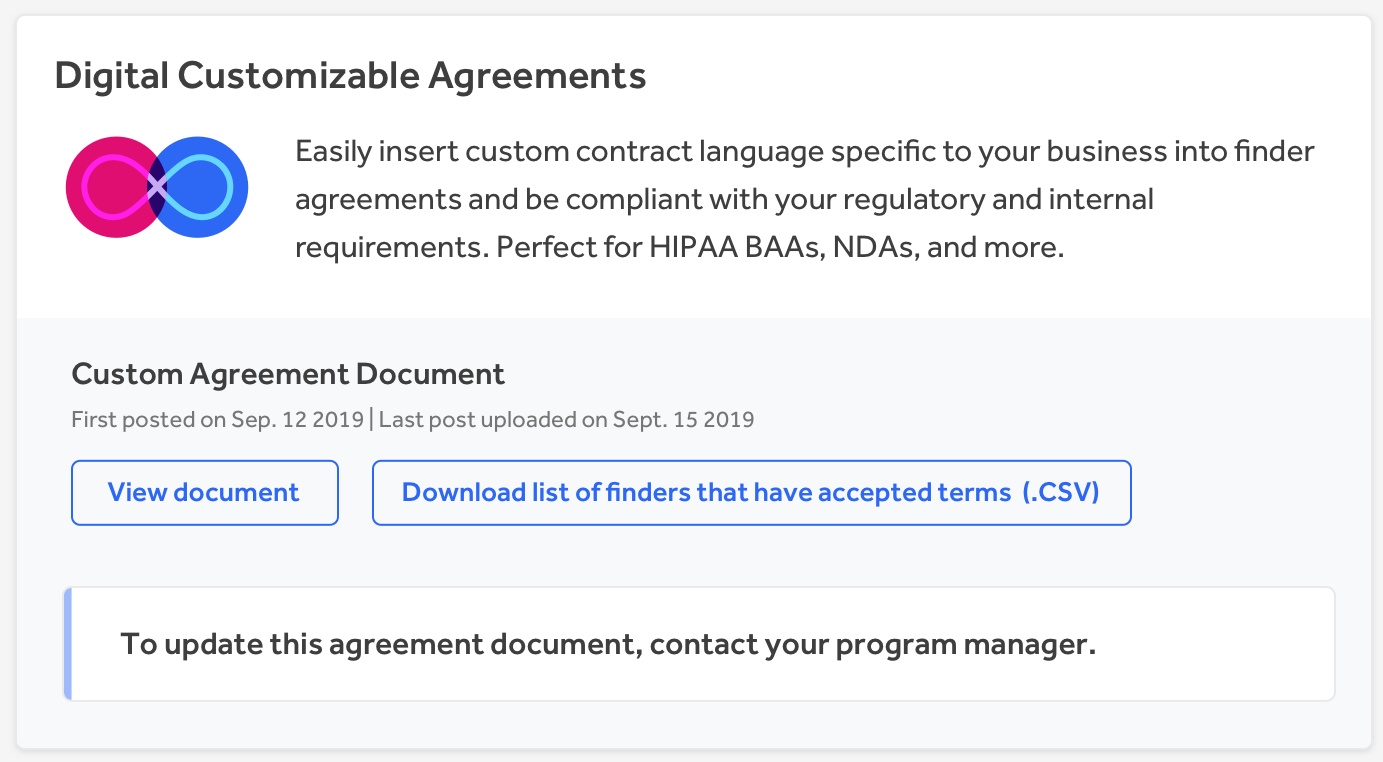 Digital Customizable Agreements
Easily insert custom contract language specific to your business into finder
agreements and be compliant with your regulatory and internal
requirements. Perfect for HIPAA BAAs, NDAs, and more.
Custom Agreement Document
First posted on Sep. 12 2019 | Last post uploaded on Sept. 15 2019
View document
Download list of finders that have accepted terms (.CSV)
To update this agreement document, contact your program manager.